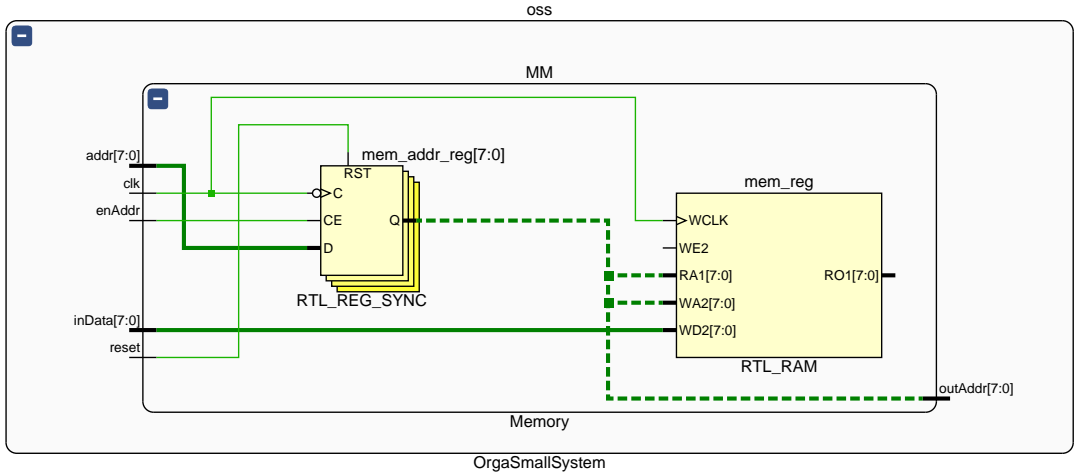 oss
MM
addr[7:0]
clk
enAddr
inData[7:0]
reset
mem_addr_reg[7:0]
RST
C
CE
Q
D
RTL_REG_SYNC
mem_reg
WCLK
WE2
RA1[7:0]
RO1[7:0]
WA2[7:0]
WD2[7:0]
RTL_RAM
outAddr[7:0]
Memory
OrgaSmallSystem